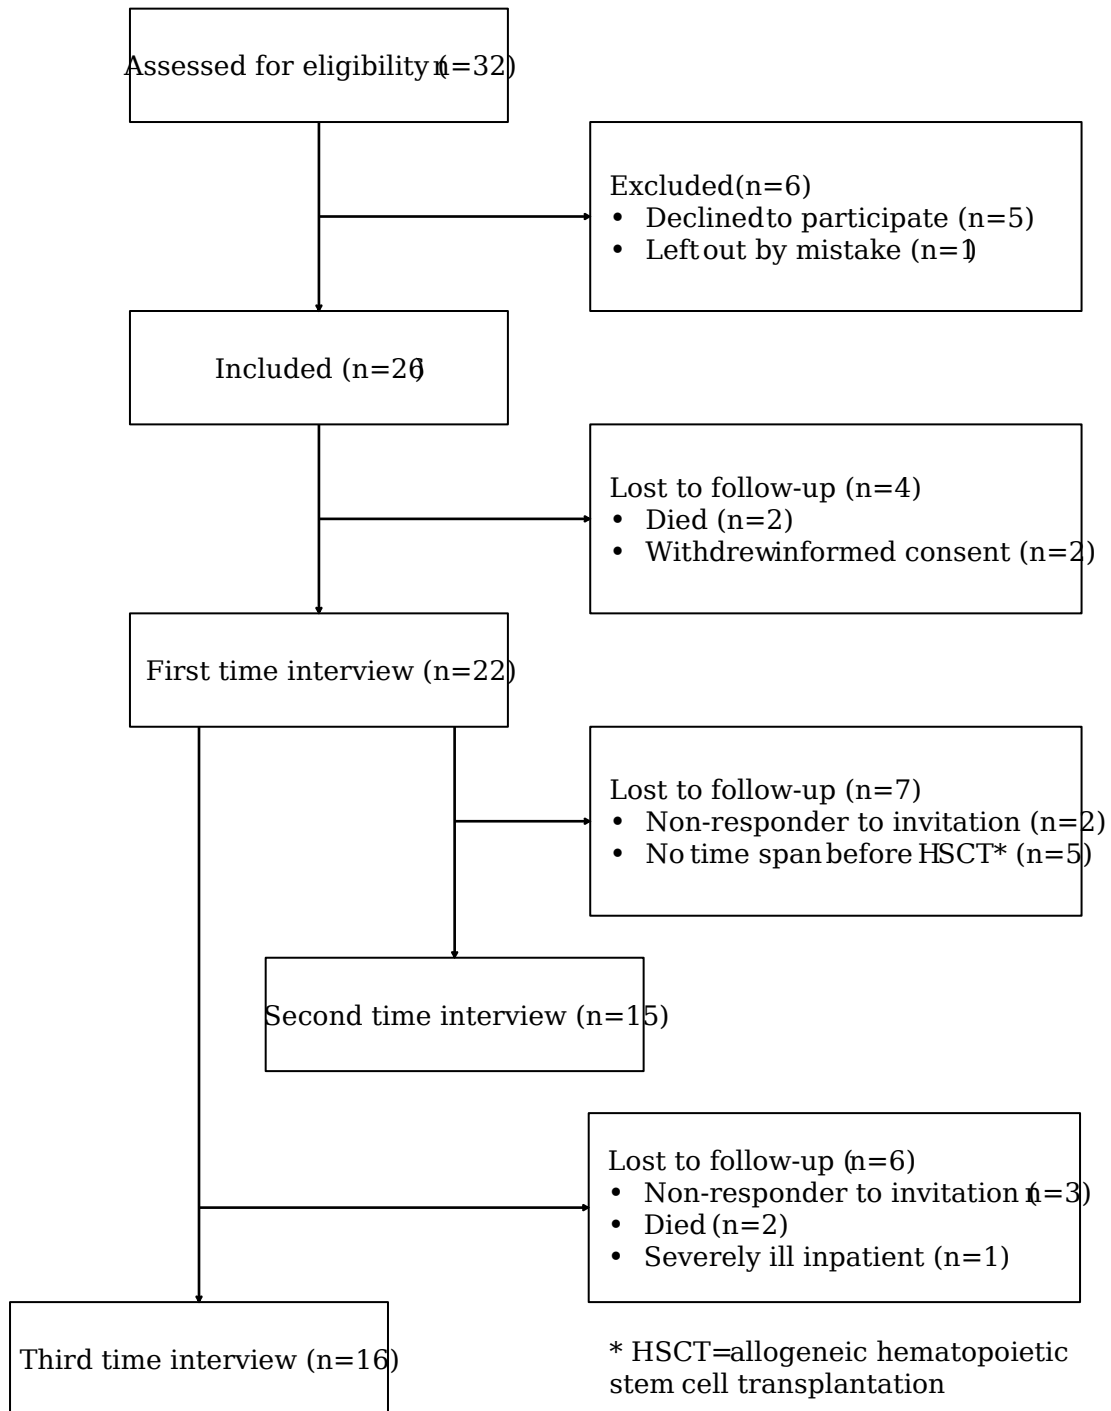 Assessed for eligibility (n=32)
Excluded (n=6)
• Declined to participate (n=5)
• Left out by mistake (n=1)
Included (n=26)
Lost to follow-up (n=4)
• Died (n=2)
• Withdrew informed consent (n=2)
First time interview (n=22)
Lost to follow-up (n=7)
• Non-responder to invitation (n=2)
• No time span before HSCT* (n=5)
Second time interview (n=15)
Lost to follow-up (n=6)
• Non-responder to invitation (n=3)
• Died (n=2)
• Severely ill inpatient (n=1)
Third time interview (n=16)
* HSCT=allogeneic hematopoietic
stem cell transplantation